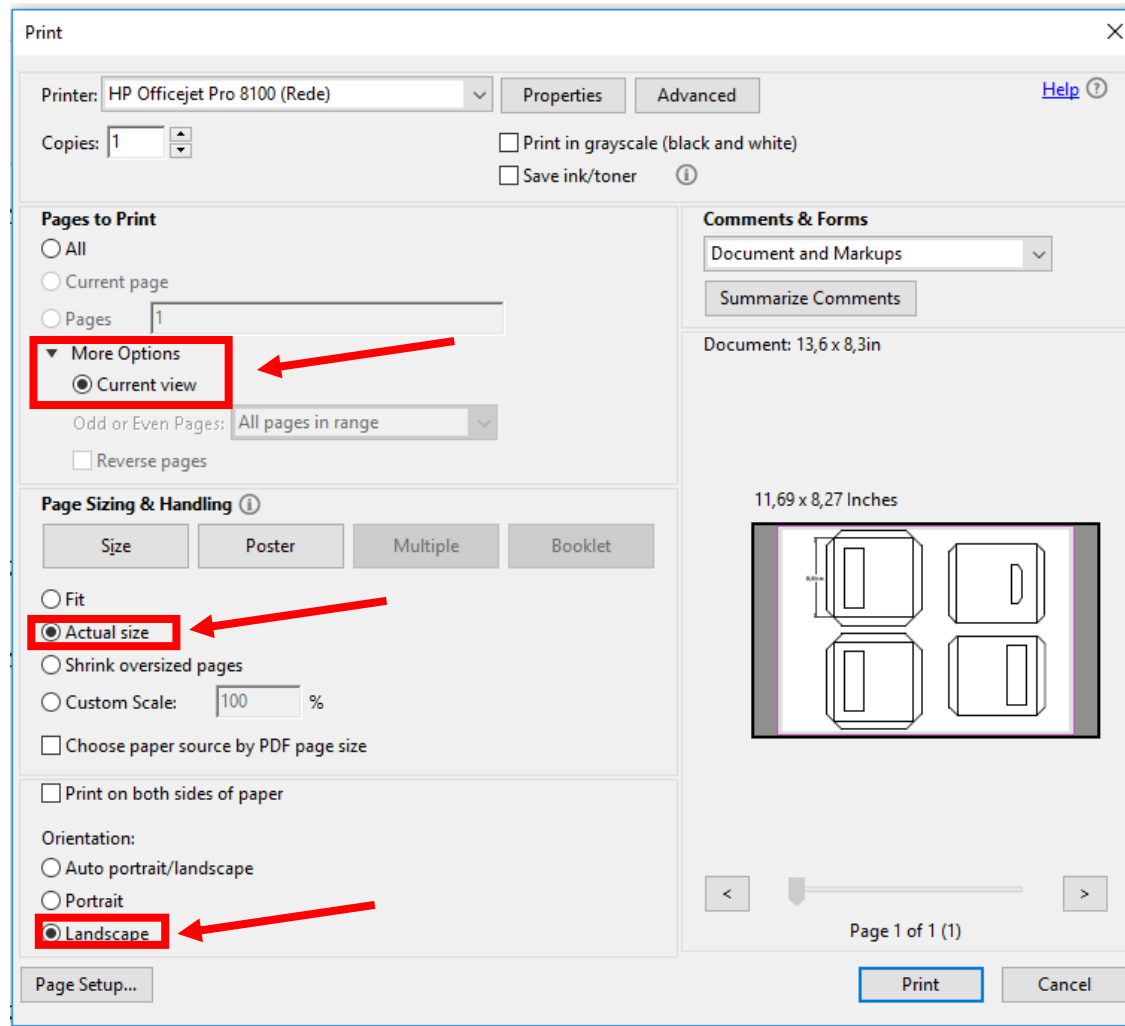 Print
Printer: HP Officejet Pro 8100 (Rede) Properties Advanced Help
Copies: 1 Print in grayscale (black and white)
Save ink/toner
Pages to Print
All
Current page
Pages 1
More Options
Current view
Odd or Even Pages: All pages in range
Reverse pages
Page Sizing & Handling
Size Poster Multiple Booklet
Fit
Actual size
Shrink oversized pages
Custom Scale: 100 %
Choose paper source by PDF page size
Print on both sides of paper
Orientation:
Auto portrait/landscape
Portrait
Landscape
Comments & Forms
Document and Markups
Summarize Comments
Document: 13,6 x 8,3in
11,69 x 8,27 Inches
< >
Page 1 of 1 (1)
Page Setup... Print Cancel